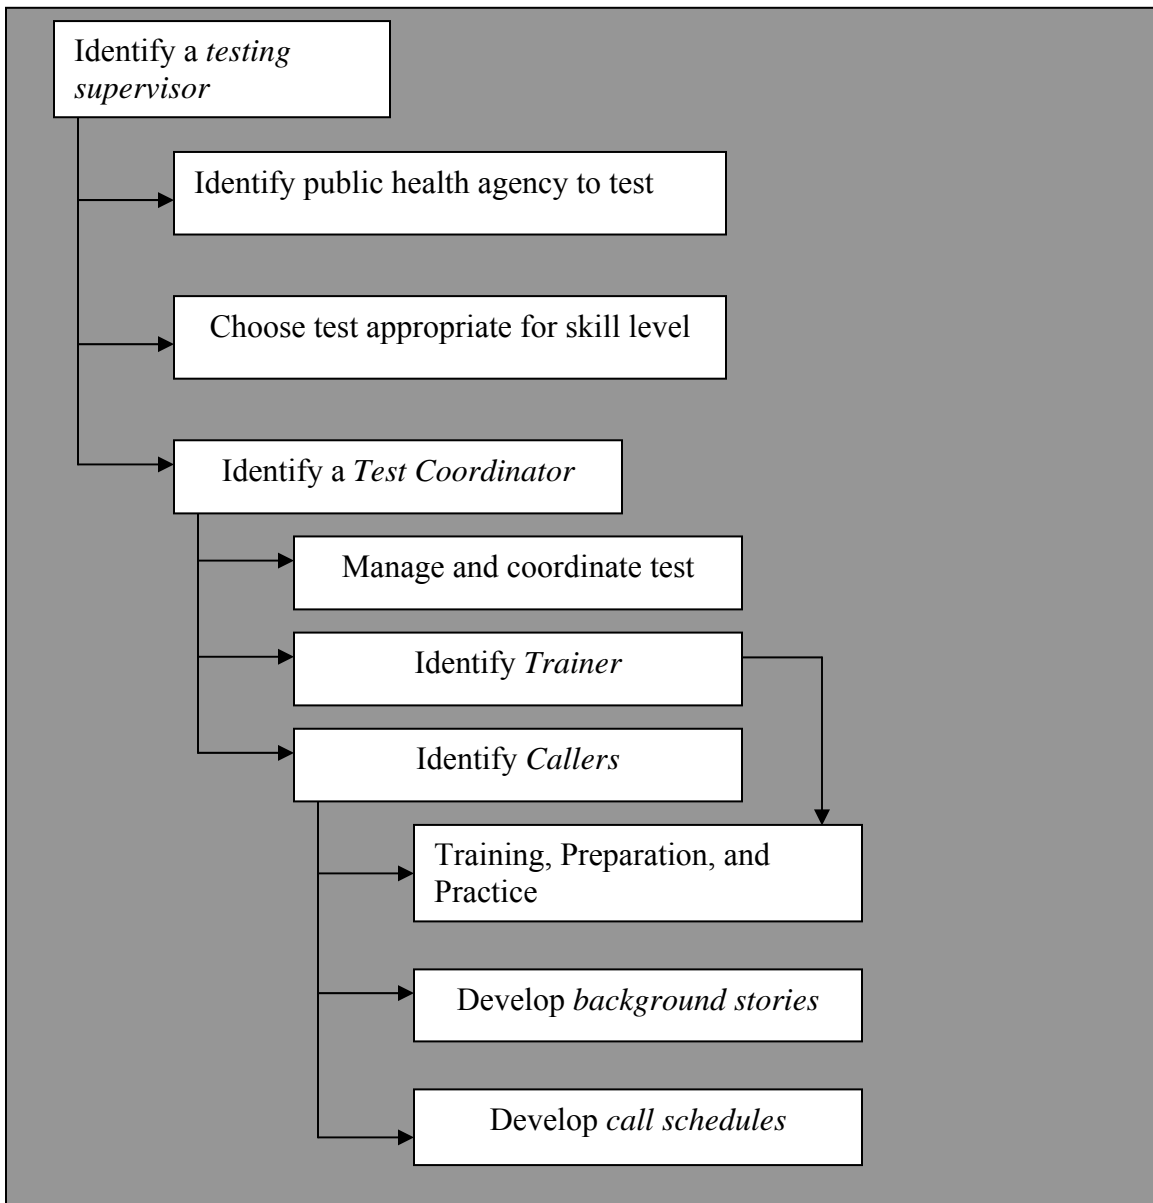 Identify a testing
supervisor
Identify public health agency to test
Choose test appropriate for skill level
Identify a Test Coordinator
Manage and coordinate test
Identify Trainer
Identify Callers
Training, Preparation, and
Practice
Develop background stories
Develop call schedules